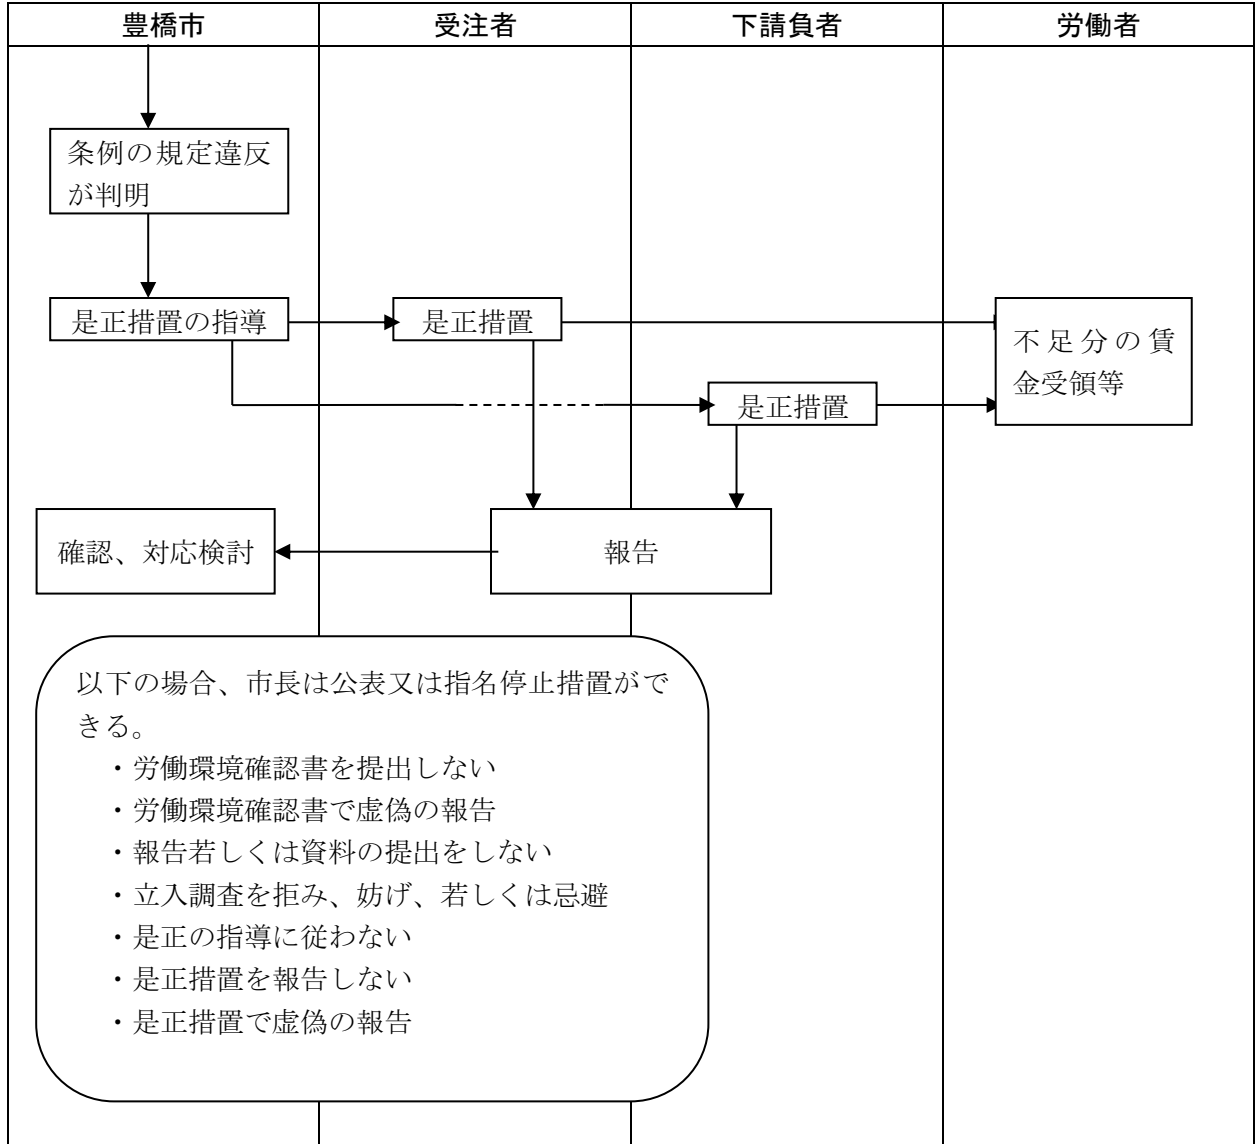 豊橋市
受注者
下請負者
労働者
条例の規定違反
が判明
是正措置の指導
是正措置
不足分の賃
金受領等
是正措置
確認、対応検討
報告
以下の場合、市長は公表又は指名停止措置がで
きる。
・労働環境確認書を提出しない
・労働環境確認書で虚偽の報告
・報告若しくは資料の提出をしない
・立入調査を拒み、妨げ、若しくは忌避
・是正の指導に従わない
・是正措置を報告しない
・是正措置で虚偽の報告